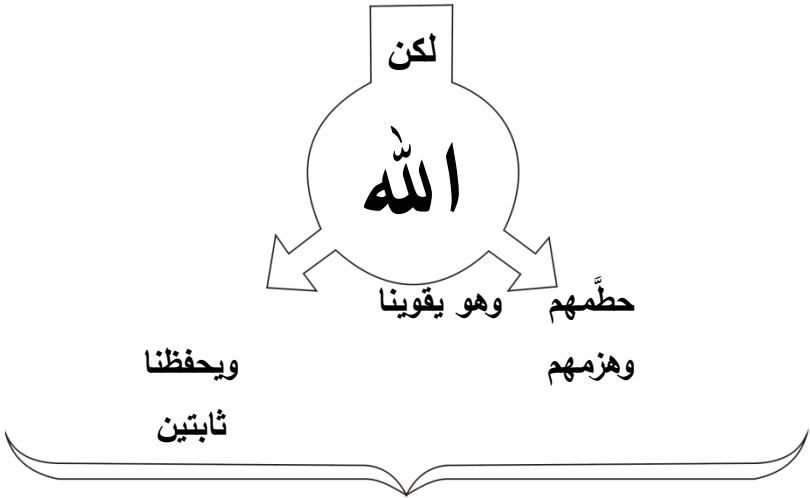 لكن
الله
حطَّمهم وهو يقوينا
وهزمهم ويحفظنا
ثابتين